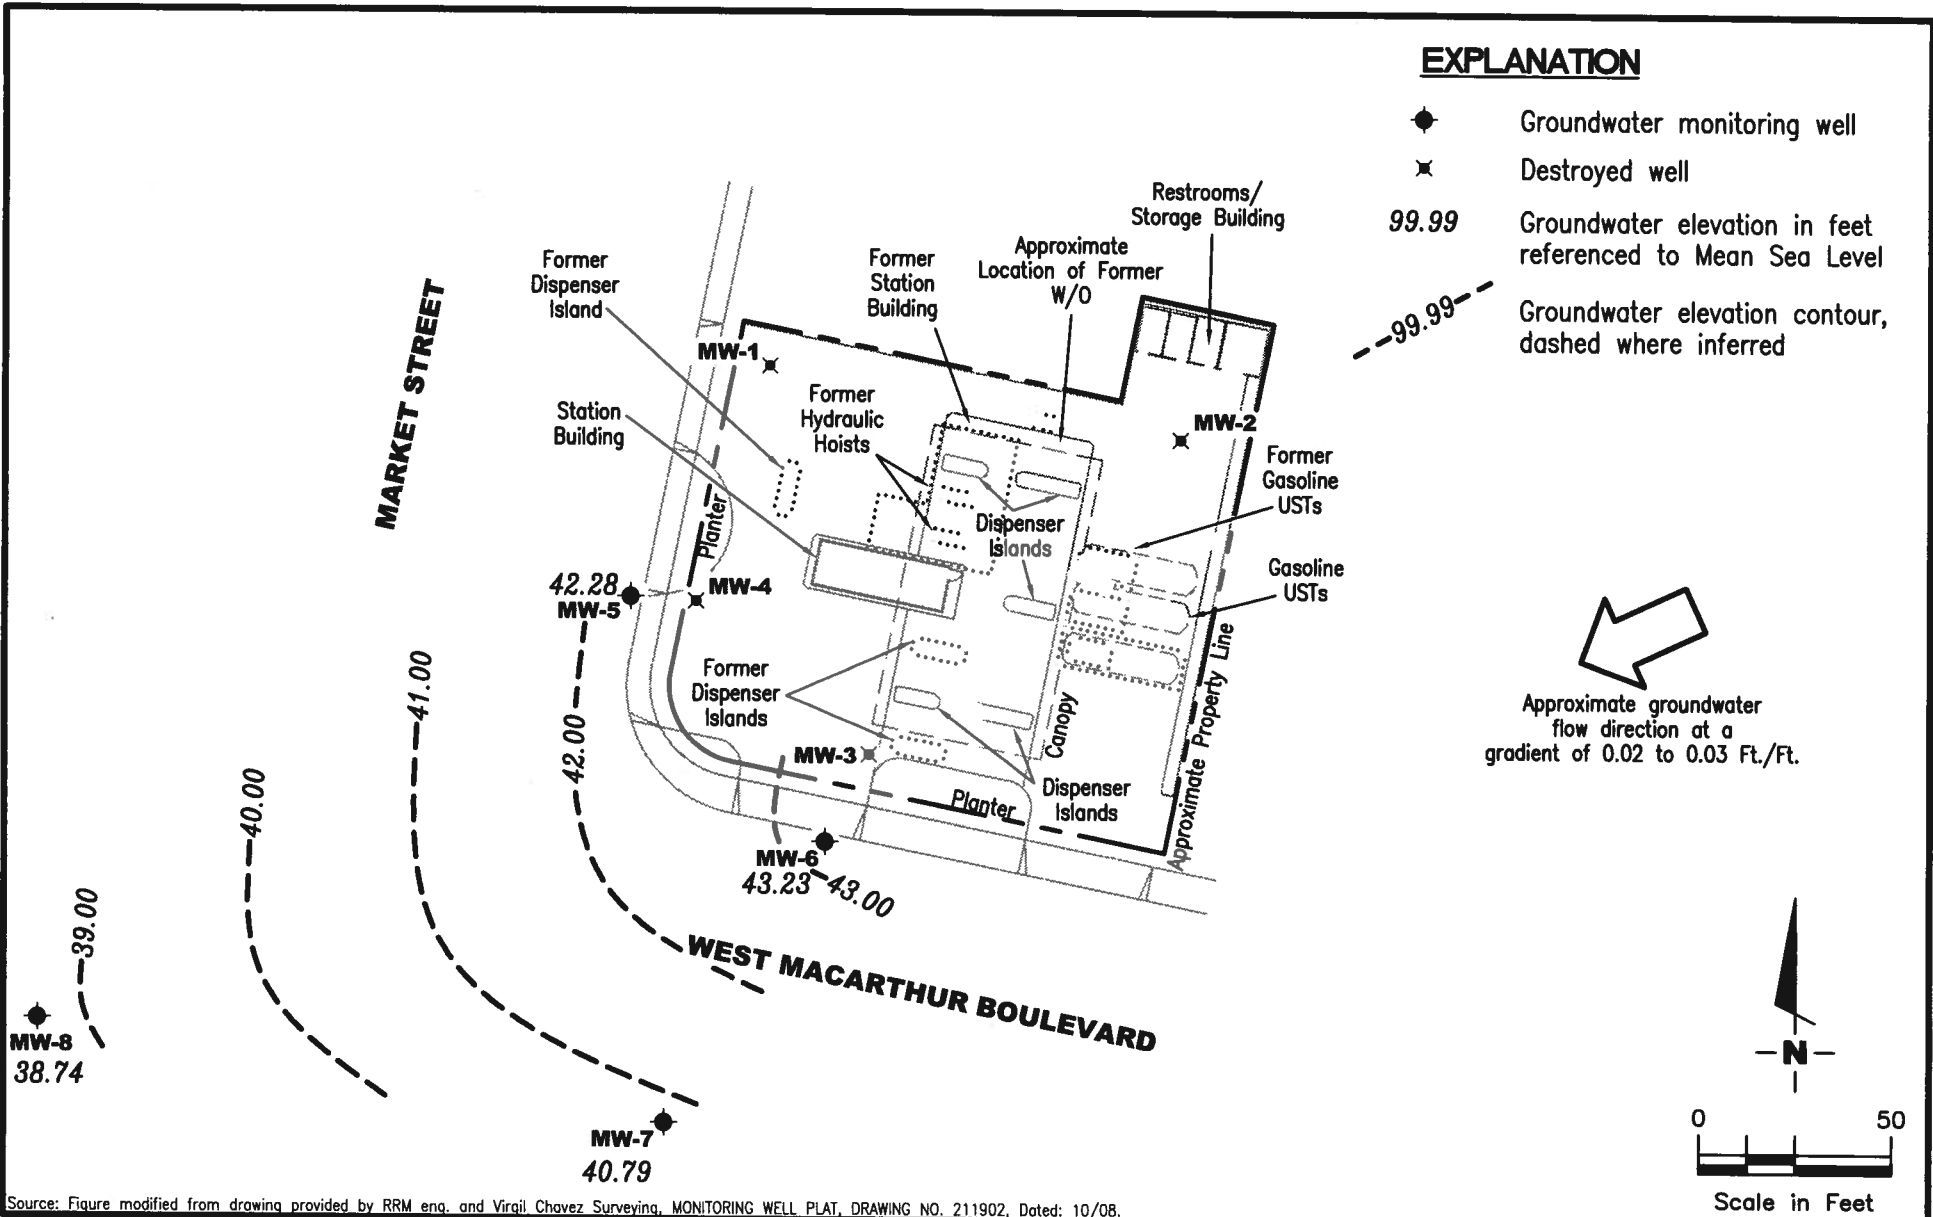 EXPLANATION
Groundwater monitoring well
Destroyed well
99.99
Groundwater elevation in feet
referenced to Mean Sea Level
99.99
Groundwater elevation contour,
dashed where inferred
Restrooms/
Storage Building
Approximate
Location of Former
W/O
Former
Station
Building
Former
Dispenser
Island
MARKET STREET
MW-1
Former
Hydraulic
Hoists
Station
Building
MW-2
Former
Gasoline
USTs
Planter
Dispenser
Islands
Gasoline
USTs
42.28
MW-5
MW-4
Former
Dispenser
Islands
41.00
42.00
40.00
39.00
MW-3
Canopy
Approximate Property Line
Dispenser
Islands
Planter
MW-6
43.23
43.00
WEST MACARTHUR BOULEVARD
Approximate groundwater
flow direction at a
gradient of 0.02 to 0.03 Ft./Ft.
MW-8
38.74
MW-7
40.79
N
0 50
Scale in Feet
Source: Figure modified from drawing provided by RRM eng. and Virgil Chavez Surveying, MONITORING WELL PLAT, DRAWING NO. 211902, Dated: 10/08.